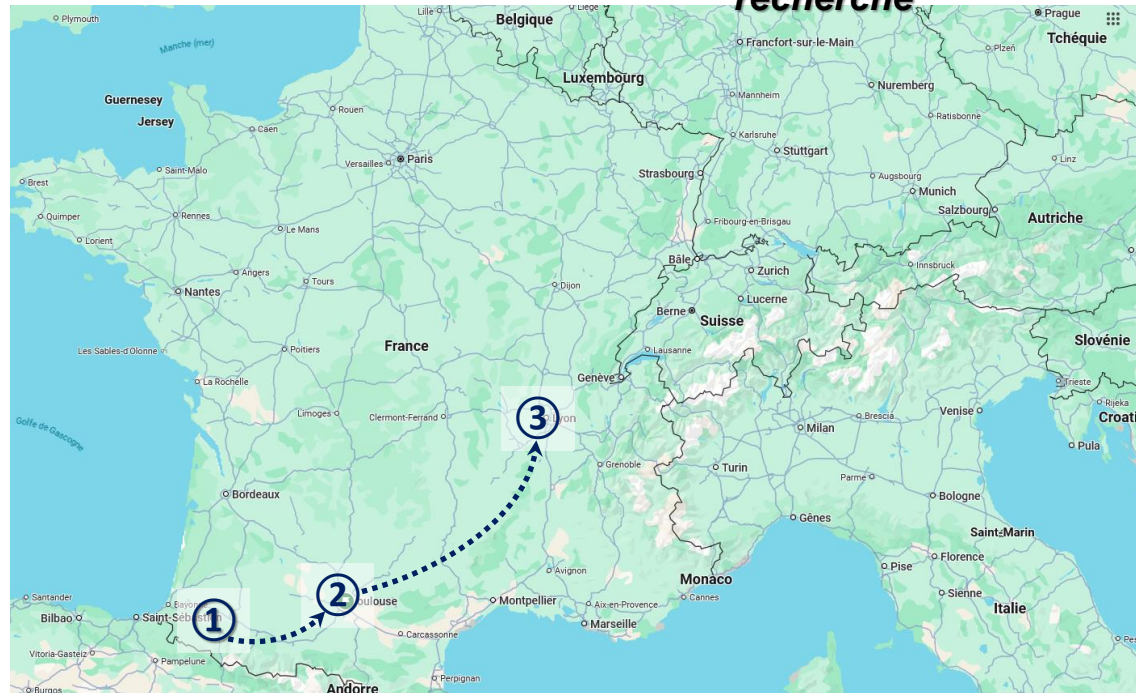 recherche
Plymouth
Lille
Belgique
Liège
Prague
Tchéquie
Manche (mer)
Francfort-sur-le-Main
Plzeň
Luxembourg
Guernesey
Jersey
Rouen
Caen
Mannheim
Nuremberg
Ratisbonne
Karlsruhe
Stuttgart
Versailles
Paris
Saint-Malo
Brest
Strasbourg
Augsbourg
Linz
Munich
Salzbourg
Autriche
Quimper
Rennes
Le Mans
Lorient
Fribourg-en-Brisgau
Bâle
Zurich
Innsbruck
Angers
Tours
Dijon
Nantes
Lucerne
Berne
Suisse
Slovénie
Les Sables-d'Olonne
Poitiers
France
Lausanne
Genève
Trieste
La Rochelle
Limoges
Clermont-Ferrand
3
Lyon
Brescia
Venise
Rijeka
Croati
Milan
Pula
Golfe de Gascogne
Grenoble
Turin
Parme
Bordeaux
Bologne
Gênes
Saint-Marin
Avignon
Monaco
Pise
Florence
2
Toulouse
Montpellier
Aix-en-Provence
Cannes
Sienne
Italie
Santander
Bayonne
Bilbao
Saint-Sébastien
1
Marseille
Carcassonne
Pes
Vitoria-Gasteiz
Pampelune
Perpignan
Burgos
Andorre